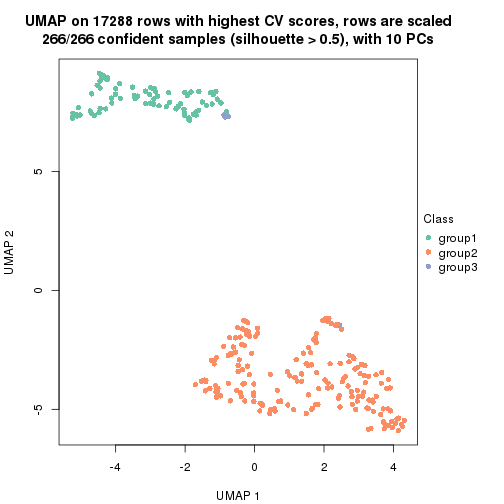 UMAP on 17288 rows with highest CV scores, rows are scaled
266/266 confident samples (silhouette > 0.5), with 10 PCs
UMAP 2
5
0
-5
-4
-2
0
2
4
UMAP 1
Class
group1
group2
group3